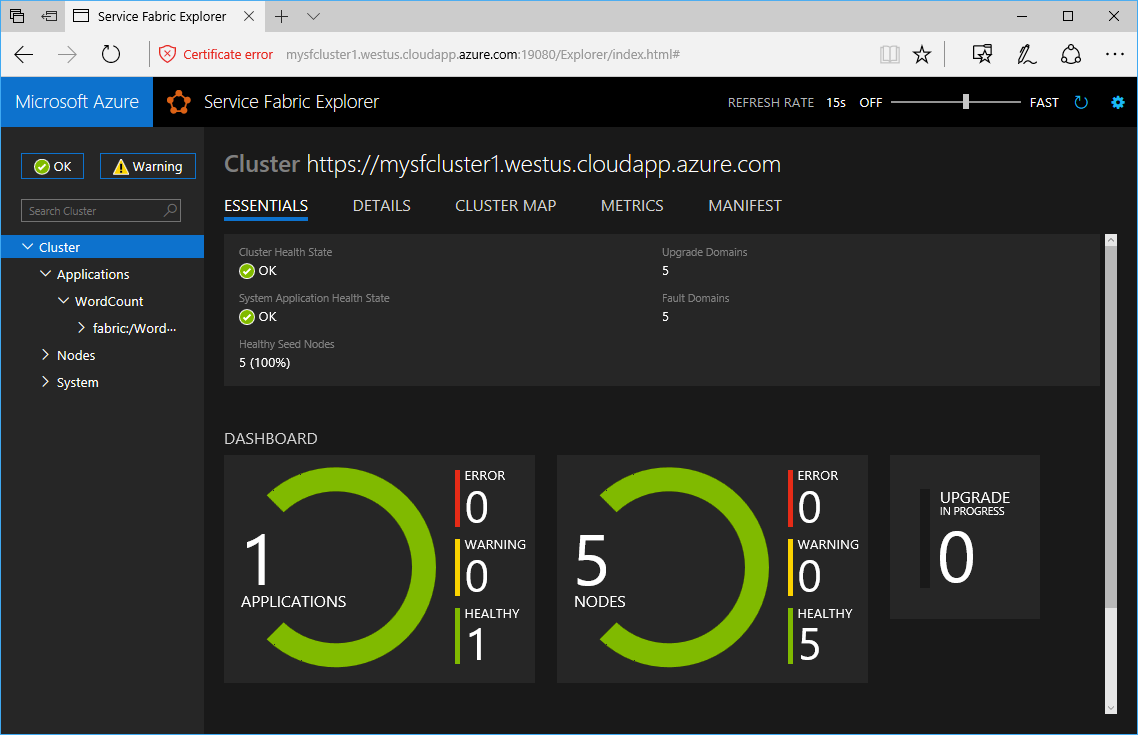 Service Fabric Explorer
Certificate error mysfcluster1.westus.cloudapp.azure.com:19080/Explorer/index.html#
Microsoft Azure
Service Fabric Explorer
REFRESH RATE 15s OFF FAST
OK
Warning
Search Cluster
Cluster
Applications
WordCount
fabric:/Word···
Nodes
System
Cluster https://mysfcluster1.westus.cloudapp.azure.com
ESSENTIALS DETAILS CLUSTER MAP METRICS MANIFEST
Cluster Health State
OK
System Application Health State
OK
Healthy Seed Nodes
5 (100%)
Upgrade Domains
5
Fault Domains
5
DASHBOARD
1
APPLICATIONS
ERROR
0
WARNING
0
HEALTHY
1
5
NODES
ERROR
0
WARNING
0
HEALTHY
5
UPGRADE
IN PROGRESS
0